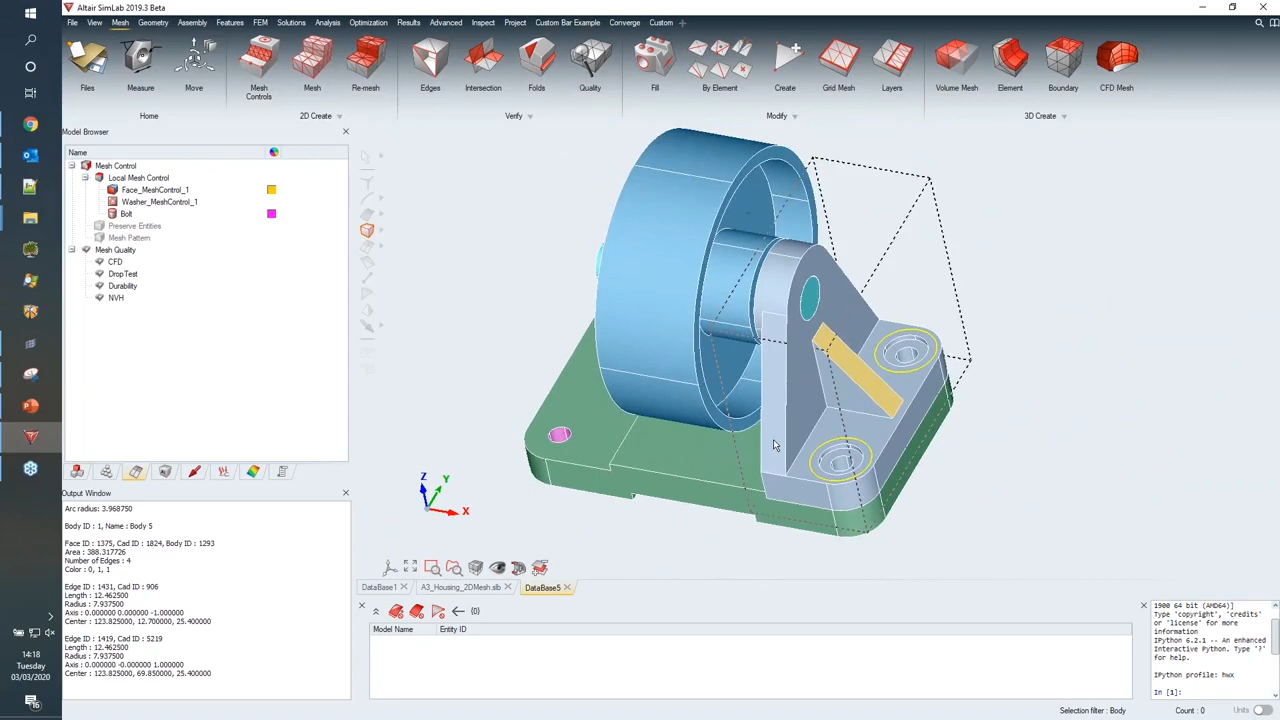 Altair SimLab 2019.3 Beta
File View Mesh Geometry Assembly Features FEM Solutions Analysis Optimization Results Advanced Inspect Project Custom Bar Example Converge Custom
Files Measure Move Mesh Controls Mesh Re-mesh Edges Intersection Folds Quality Fill By Element Create Grid Mesh Layers Volume Mesh Element Boundary CFD Mesh
Home 2D Create Verify Modify 3D Create
Model Browser
Name
Mesh Control
Local Mesh Control
Face_MeshControl_1
Washer_MeshControl_1
Bolt
Preserve Entities
Mesh Pattern
Mesh Quality
CFD
DropTest
Durability
NVH
Z
Y
X
Output Window
Arc radius: 3.968750
Body ID : 1, Name : Body 5
Face ID : 1375, Cad ID : 1824, Body ID : 1293
Area : 388.317726
Number of Edges : 4
Color : 0, 1, 1
Edge ID : 1431, Cad ID : 906
Length : 12.462500
Radius : 7.937500
Axis : 0.000000 0.000000 -1.000000
Center : 123.825000, 12.700000, 25.400000
Edge ID : 1419, Cad ID : 5219
Length : 12.462500
Radius : 7.937500
Axis : 0.000000 -0.000000 1.000000
Center : 123.825000, 69.850000, 25.400000
DataBase1 A3_Housing_2DMesh.slb DataBase5
{0}
Model Name Entity ID
1900 64 bit (AMD64)]
Type 'copyright', 'credits'
or 'license' for more
information
IPython 6.2.1 -- An enhanced
Interactive Python. Type '?'
for help.
IPython profile: hwx
In [1]:
Selection filter : Body Count : 0 Units
14:18
Tuesday
03/03/2020
16